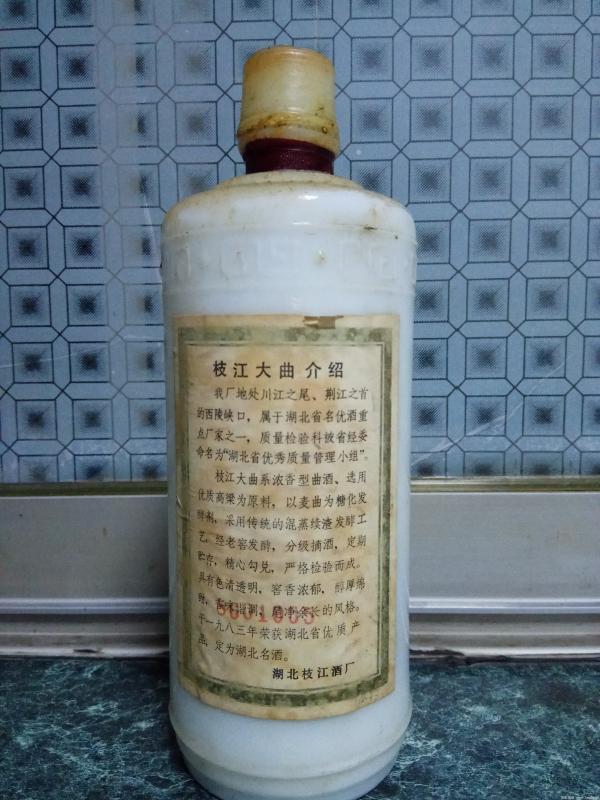 枝江大曲介绍
我厂地处川江之尾、荆江之首
的西陵峡口，属于湖北省名优酒重
点厂家之一，质量检验科被省经委
命名为“湖北省优秀质量管理小组”。
枝江大曲系浓香型曲酒、选用
优质高粱为原料，以麦曲为糖化发
酵剂，采用传统的混蒸续渣发酵工
艺，经老窖发酵，分级摘酒，定期
贮存，精心勾兑，严格检验而成。
具有色清透明，窖香浓郁，醇厚绵
尾净余长的风格。
于一九八三年荣获湖北省优质产
品，定为湖北名酒。
湖北枝江酒厂